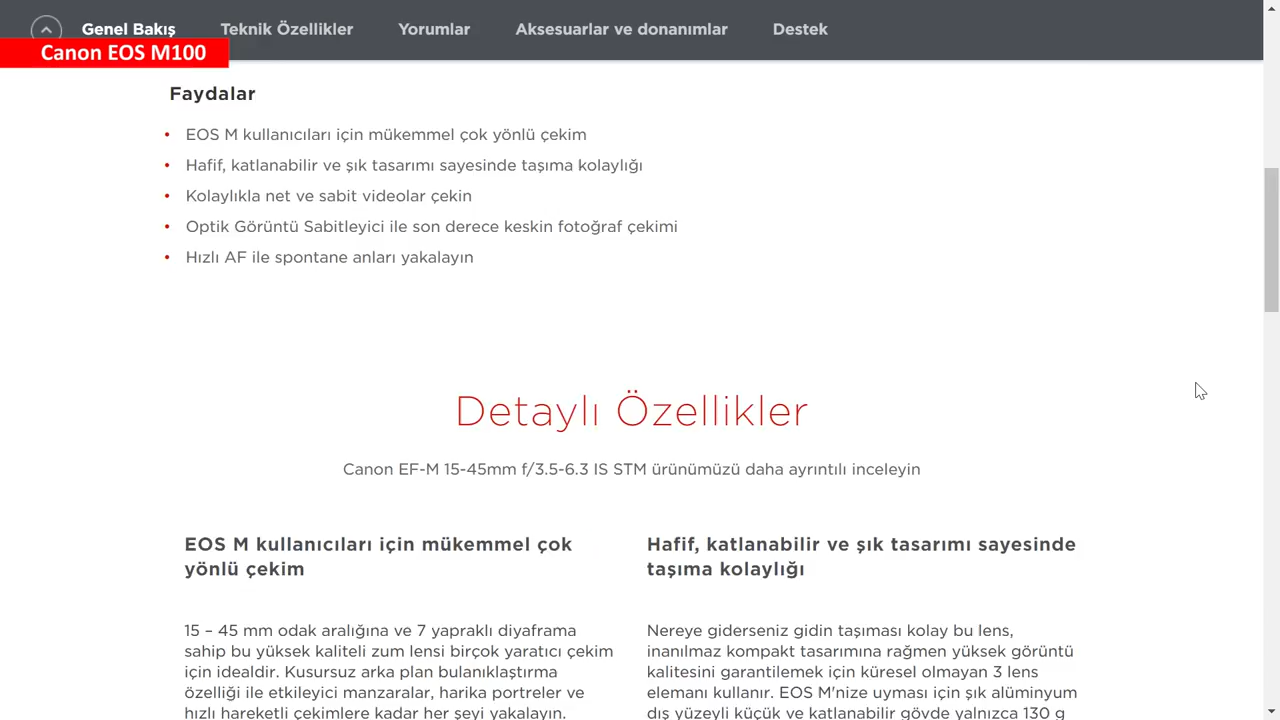 Genel Bakış Teknik Özellikler Yorumlar Aksesuarlar ve donanımlar Destek
Canon EOS M100
Faydalar
• EOS M kullanıcıları için mükemmel çok yönlü çekim
• Hafif, katlanabilir ve şık tasarımı sayesinde taşıma kolaylığı
• Kolaylıkla net ve sabit videolar çekin
• Optik Görüntü Sabitleyici ile son derece keskin fotoğraf çekimi
• Hızlı AF ile spontane anları yakalayın
Detaylı Özellikler
Canon EF-M 15-45mm f/3.5-6.3 IS STM ürünümüzü daha ayrıntılı inceleyin
EOS M kullanıcıları için mükemmel çok
yönlü çekim
15 – 45 mm odak aralığına ve 7 yapraklı diyaframa
sahip bu yüksek kaliteli zum lensi birçok yaratıcı çekim
için idealdir. Kusursuz arka plan bulanıklaştırma
özelliği ile etkileyici manzaralar, harika portreler ve
hızlı hareketli çekimlere kadar her şeyi yakalayın.
Hafif, katlanabilir ve şık tasarımı sayesinde
taşıma kolaylığı
Nereye giderseniz gidin taşıması kolay bu lens,
inanılmaz kompakt tasarımına rağmen yüksek görüntü
kalitesini garantilemek için küresel olmayan 3 lens
elemanı kullanır. EOS M'nize uyması için şık alüminyum
dış yüzeyli küçük ve katlanabilir gövde yalnızca 130 g